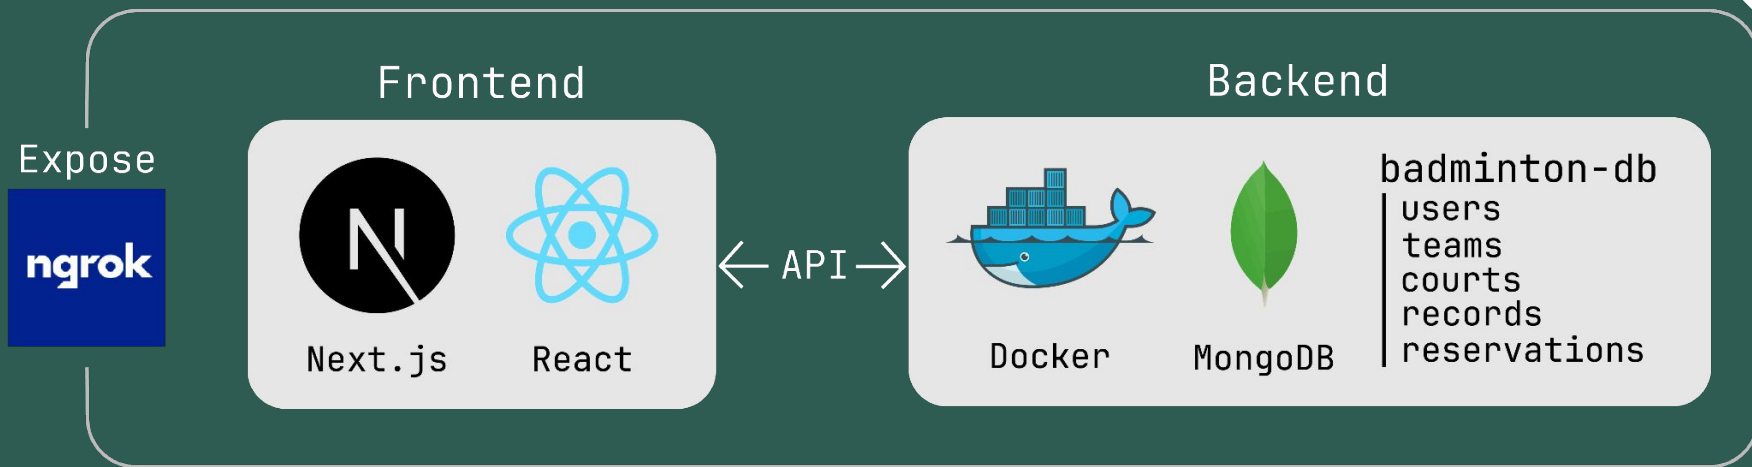 Frontend
Backend
Expose
ngrok
N
Next.js
React
API
Docker
MongoDB
badminton-db
users
teams
courts
records
reservations